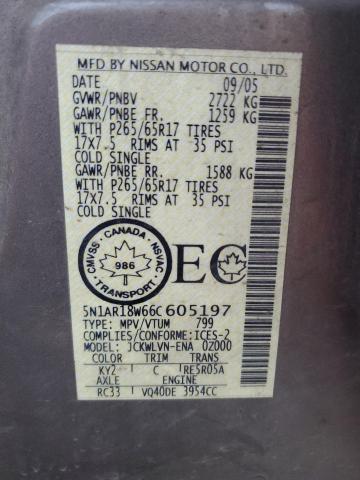 MFD BY NISSAN MOTOR CO., LTD.
DATE 09/05
GVWR/PNBV 2722 KG
GAWR/PNBE FR. 1259 KG
WITH P265/65R17 TIRES
17X7.5 RIMS AT 35 PSI
COLD SINGLE
GAWR/PNBE RR. 1588 KG
WITH P265/65R17 TIRES
17X7.5 RIMS AT 35 PSI
COLD SINGLE
CANADA
CMVSS NSVAC
986
EC
5N1AR18W66C605197
TYPE: MPV/VTUM 799
COMPLIES/CONFORME:ICES-2
MODEL: JCKWLVN-ENA 0Z000
COLOR TRIM TRANS
KY2 C RE5R05A
AXLE ENGINE
RC33 VQ40DE 3954CC